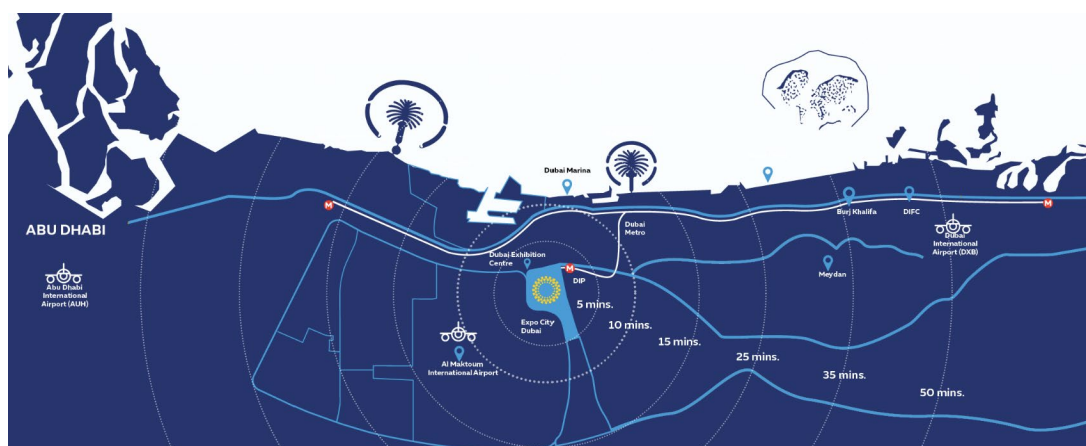 Dubai Marina
M
Burj Khalifa
DIFC
M
ABU DHABI
Dubai
Metro
Dubai
International
Airport (DXB)
Dubai Exhibition
Centre
M
DIP
Meydan
Abu Dhabi
International
Airport (AUH)
5 mins.
Expo City
Dubai
10 mins.
15 mins.
25 mins.
Al Maktoum
International Airport
35 mins.
50 mins.